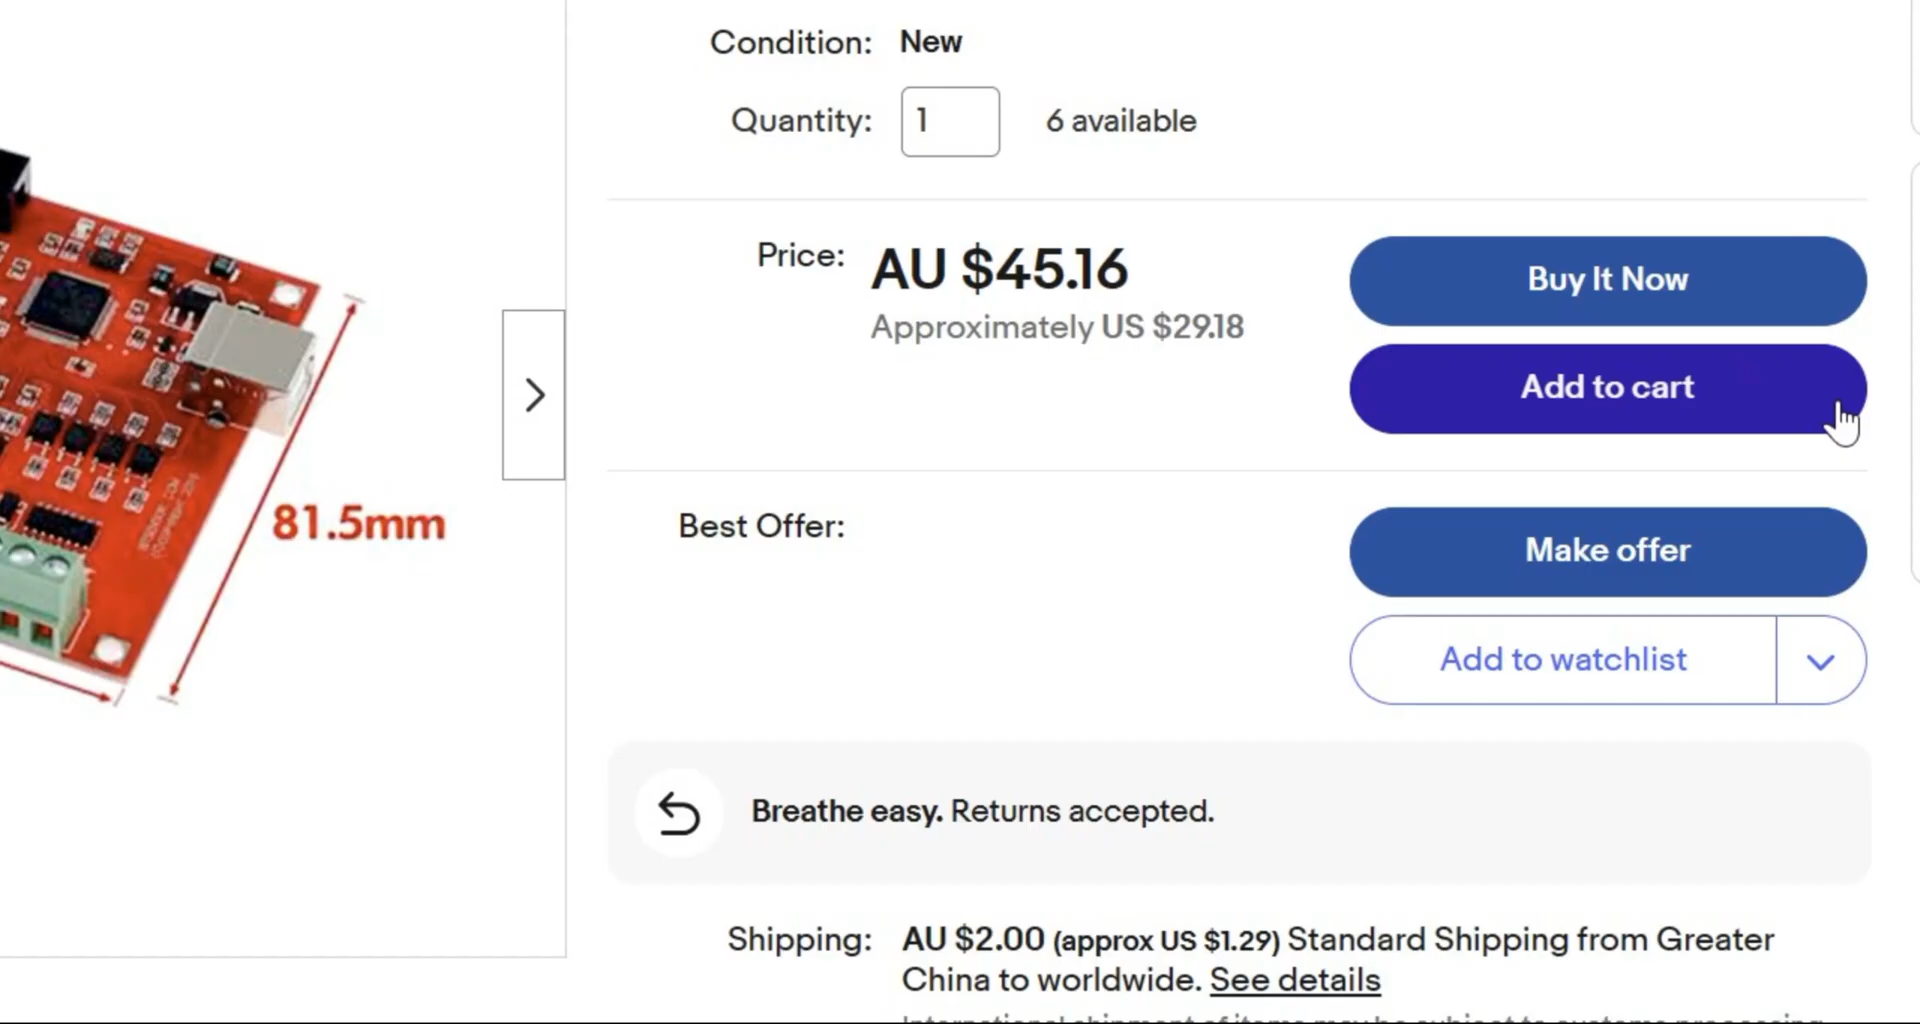 Condition: New
Quantity: 1 6 available
Price: AU $45.16
Approximately US $29.18
Buy It Now
Add to cart
81.5mm
Best Offer:
Make offer
Add to watchlist
Breathe easy. Returns accepted.
Shipping: AU $2.00 (approx US $1.29) Standard Shipping from Greater
China to worldwide. See details